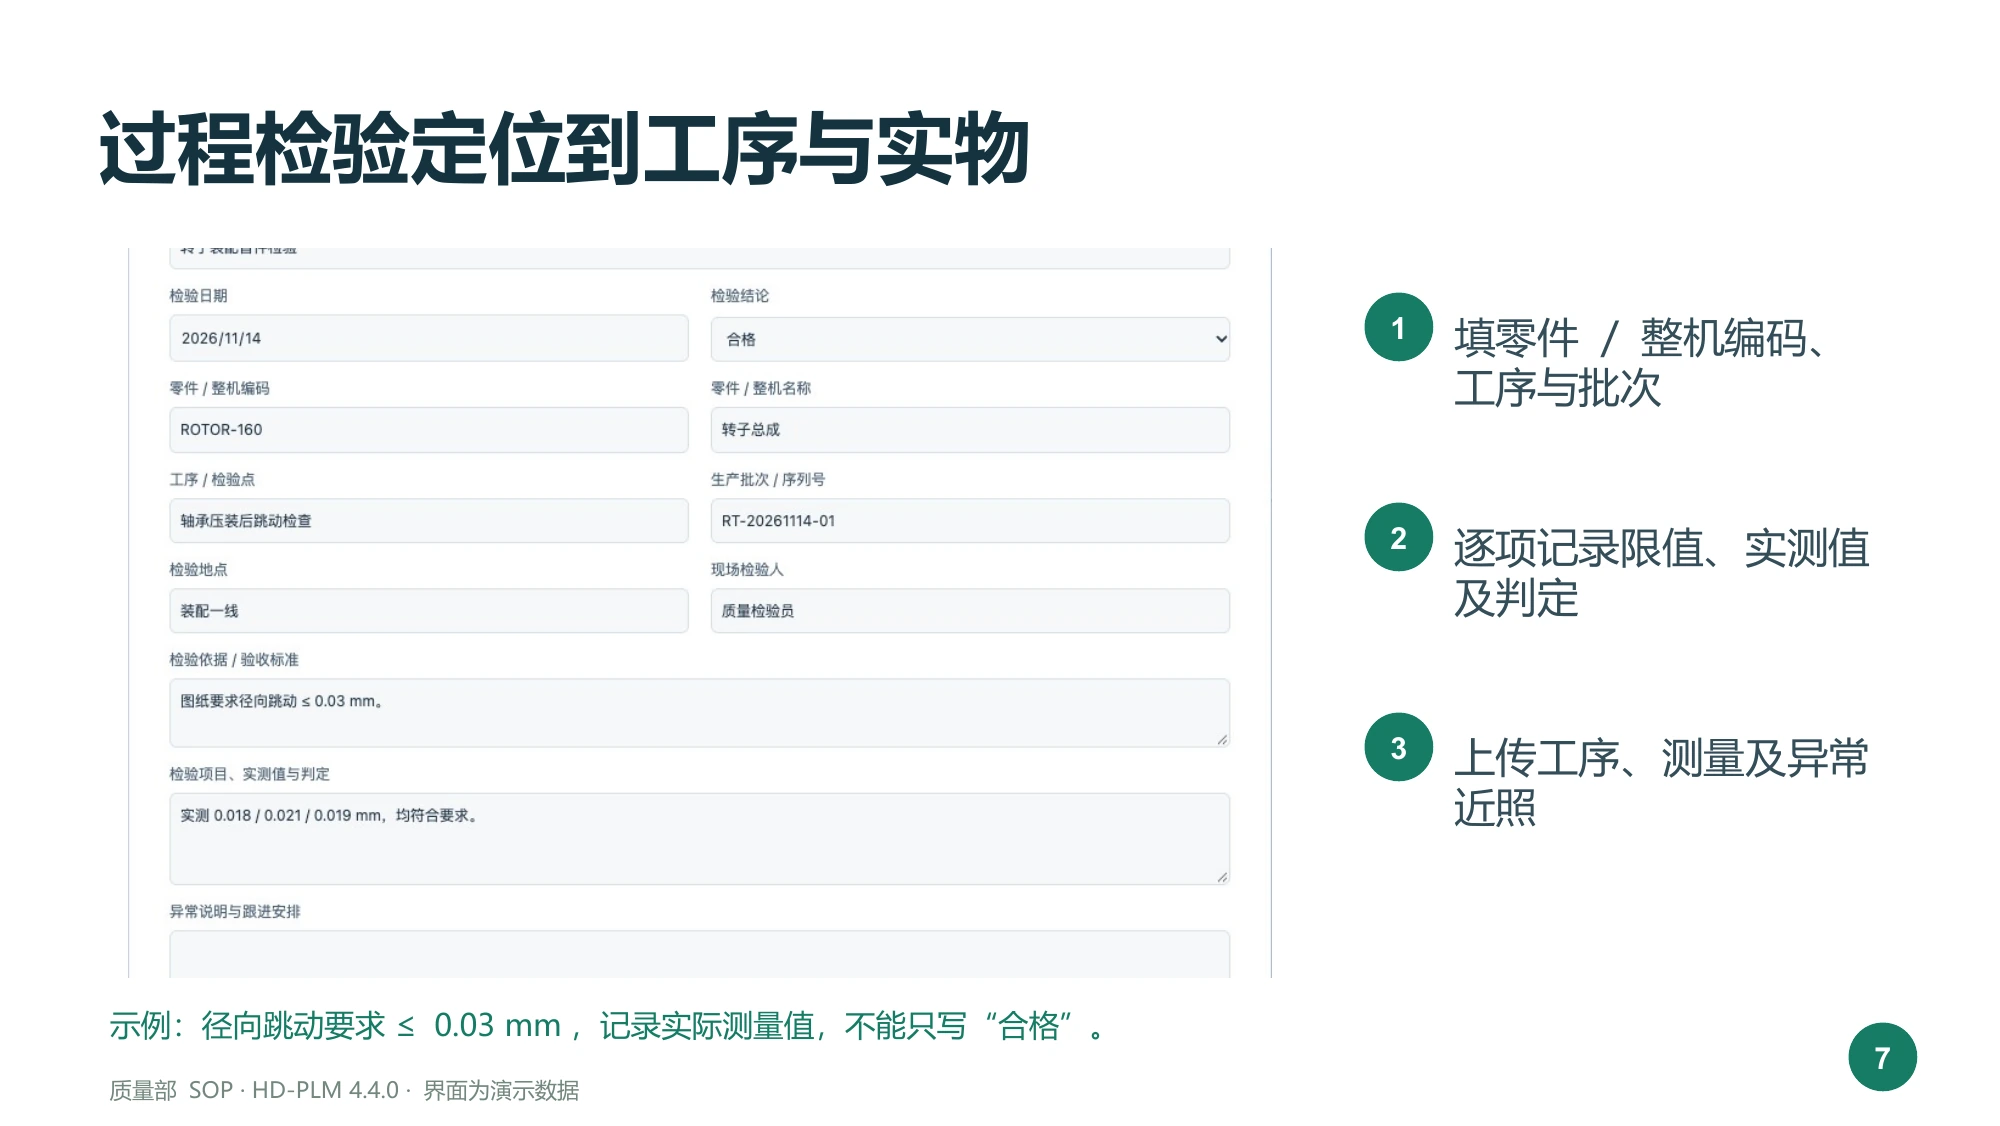 过程检验定位到工序与实物
转子装配首件检验
检验日期
检验结论
2026/11/14
合格
零件 / 整机编码
零件 / 整机名称
ROTOR-160
转子总成
工序 / 检验点
生产批次 / 序列号
轴承压装后跳动检查
RT-20261114-01
检验地点
现场检验人
装配一线
质量检验员
检验依据 / 验收标准
图纸要求径向跳动 ≤ 0.03 mm。
检验项目、实测值与判定
实测 0.018 / 0.021 / 0.019 mm，均符合要求。
异常说明与跟进安排
1
填零件 / 整机编码、
工序与批次
2
逐项记录限值、实测值
及判定
3
上传工序、测量及异常
近照
示例：径向跳动要求 ≤ 0.03 mm，记录实际测量值，不能只写“合格”。
质量部 SOP · HD-PLM 4.4.0 · 界面为演示数据
7